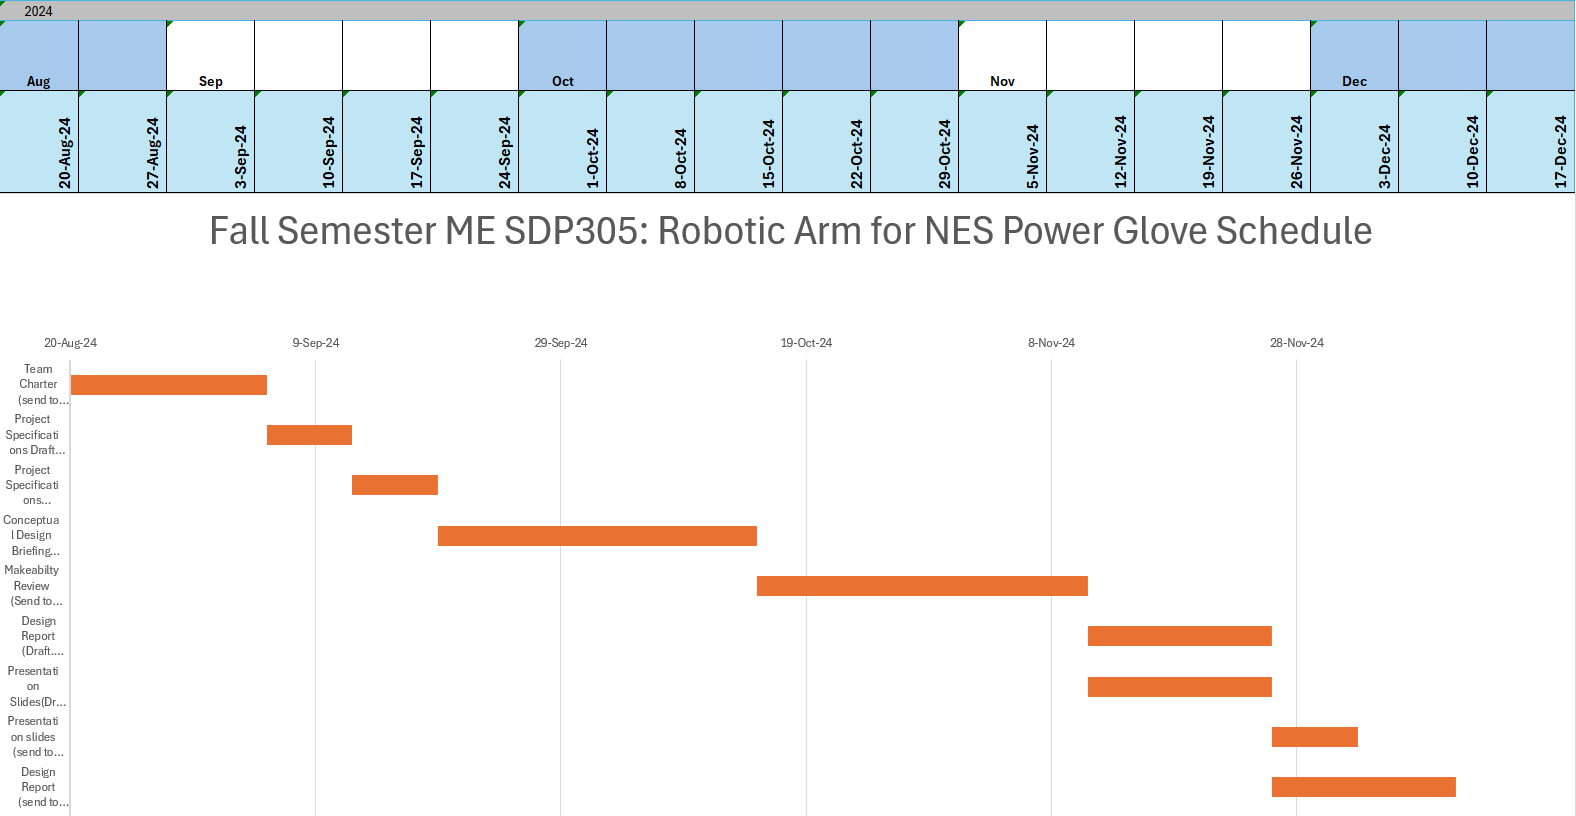 2024
Aug Sep Oct Nov Dec
20-Aug-24 27-Aug-24 3-Sep-24 10-Sep-24 17-Sep-24 24-Sep-24 1-Oct-24 8-Oct-24 15-Oct-24 22-Oct-24 29-Oct-24 5-Nov-24 12-Nov-24 19-Nov-24 26-Nov-24 3-Dec-24 10-Dec-24 17-Dec-24
Fall Semester ME SDP305: Robotic Arm for NES Power Glove Schedule
20-Aug-24 9-Sep-24 29-Sep-24 19-Oct-24 8-Nov-24 28-Nov-24
Team
Charter
(send to...
Project
Specificati
ons Draft...
Project
Specificati
ons...
Conceptua
l Design
Briefing...
Makeabilty
Review
(Send to...
Design
Report
(Draft....
Presentati
on
Slides(Dr...
Presentati
on slides
(send to...
Design
Report
(send to...